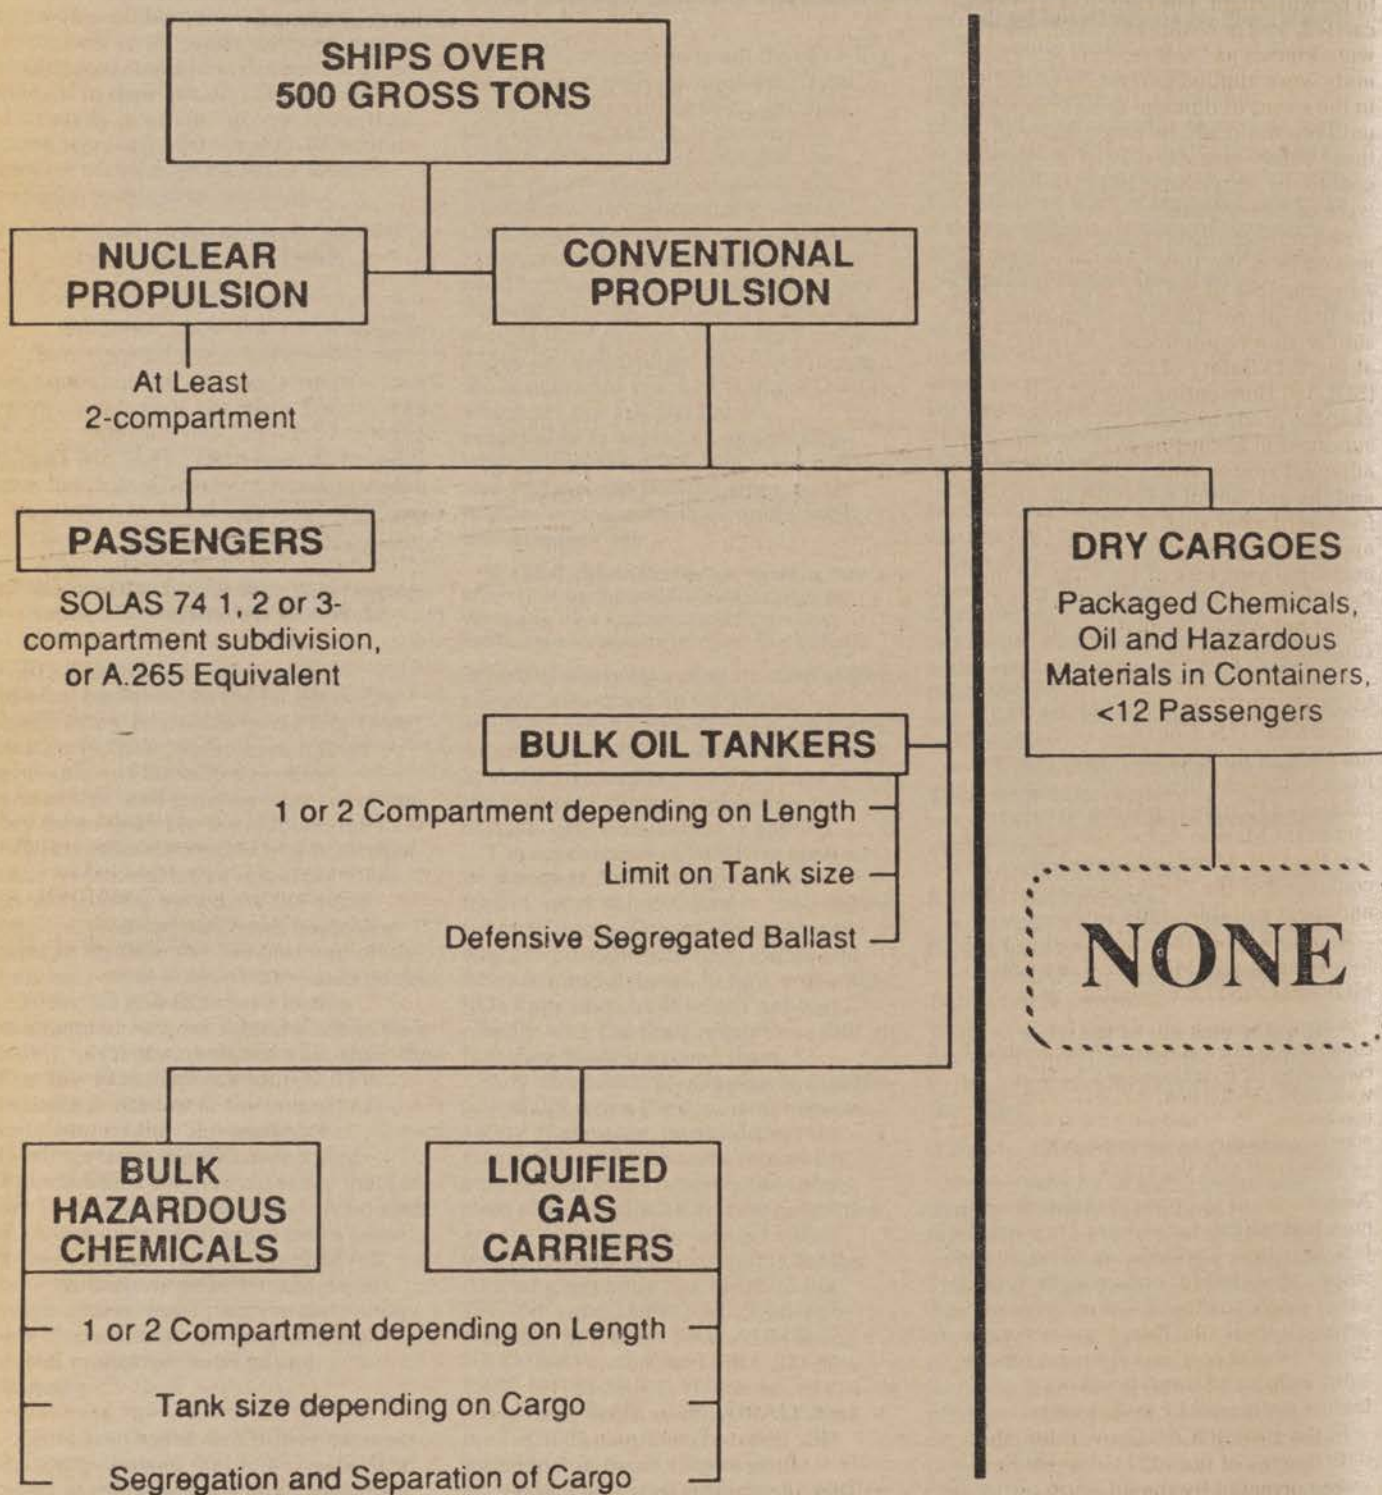 SHIPS OVER
500 GROSS TONS
NUCLEAR
PROPULSION
CONVENTIONAL
PROPULSION
At Least
2-compartment
PASSENGERS
SOLAS 74 1, 2 or 3-
compartment subdivision,
or A.265 Equivalent
DRY CARGOES
Packaged Chemicals,
Oil and Hazardous
Materials in Containers,
<12 Passengers
NONE
BULK OIL TANKERS
1 or 2 Compartment depending on Length
Limit on Tank size
Defensive Segregated Ballast
BULK
HAZARDOUS
CHEMICALS
LIQUIFIED
GAS
CARRIERS
1 or 2 Compartment depending on Length
Tank size depending on Cargo
Segregation and Separation of Cargo